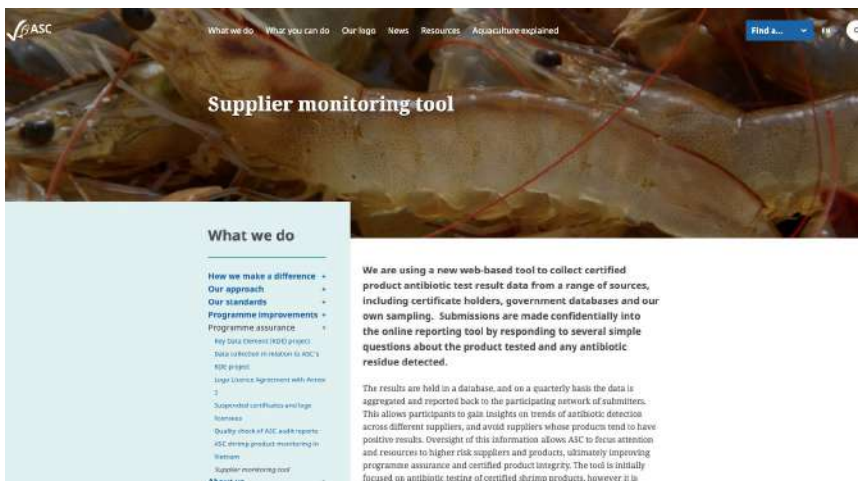 ASC
What we do What you can do Our logo News Resources Aquaculture explained
Find a...
EN
Supplier monitoring tool
What we do
How we make a difference +
Our approach +
Our standards +
Programme improvements +
Programme assurance +
Key Data Element (KDE) project
Data collection in relation to ASC's
KDE project
Logo Licence Agreement with Annex
2
Suspended certificates and logo
licensees
Quality check of ASC audit reports
ASC shrimp product monitoring in
Vietnam
Supplier monitoring tool
About us
We are using a new web-based tool to collect certified
product antibiotic test result data from a range of sources,
including certificate holders, government databases and our
own sampling. Submissions are made confidentially into
the online reporting tool by responding to several simple
questions about the product tested and any antibiotic
residue detected.
The results are held in a database, and on a quarterly basis the data is
aggregated and reported back to the participating network of submitters.
This allows participants to gain insights on trends of antibiotic detection
across different suppliers, and avoid suppliers whose products tend to have
positive results. Oversight of this information allows ASC to focus attention
and resources to higher risk suppliers and products, ultimately improving
programme assurance and certified product integrity. The tool is initially
focused on antibiotic testing of certified shrimp products, however it is